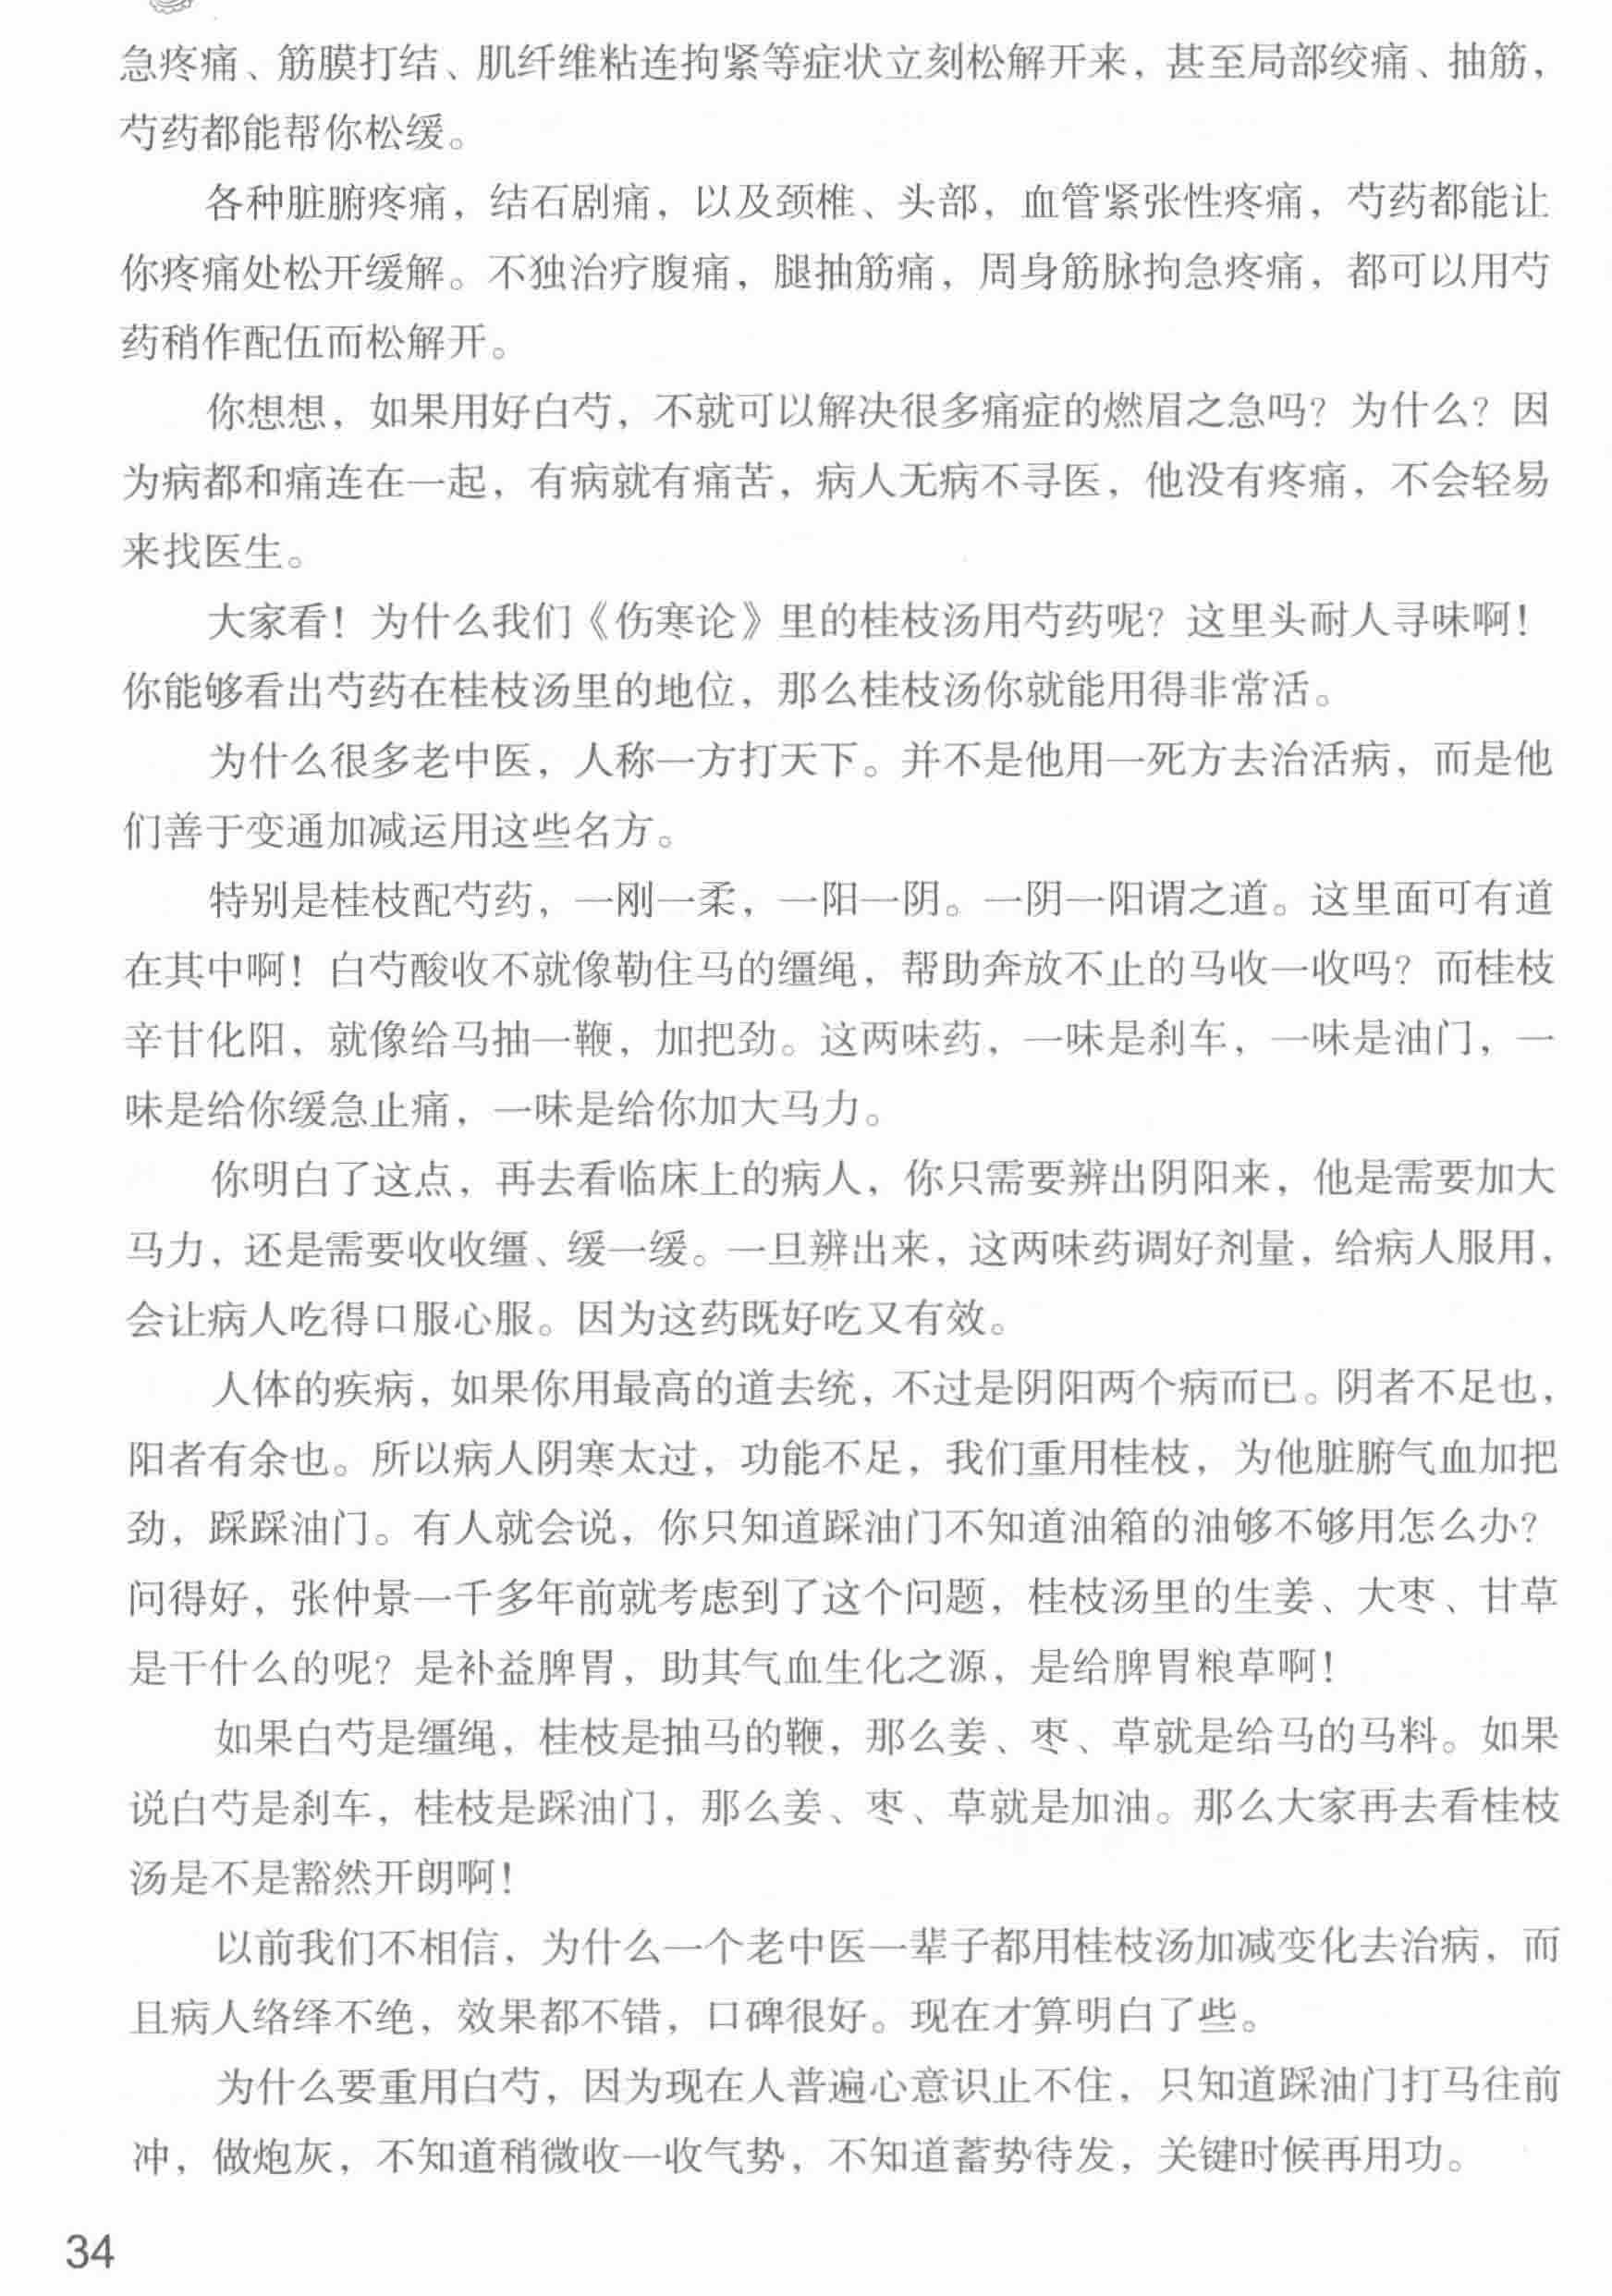 急疼痛、筋膜打结、肌纤维粘连拘紧等症状立刻松解开来，甚至局部绞痛、抽筋，
芍药都能帮你松缓。
各种脏腑疼痛，结石剧痛，以及颈椎、头部，血管紧张性疼痛，芍药都能让
你疼痛处松开缓解。不独治疗腹痛，腿抽筋痛，周身筋脉拘急疼痛，都可以用芍
药稍作配伍而松解开。
你想想，如果用好白芍，不就可以解决很多痛症的燃眉之急吗？为什么？因
为病都和痛连在一起，有病就有痛苦，病人无病不寻医，他没有疼痛，不会轻易
来找医生。
大家看！为什么我们《伤寒论》里的桂枝汤用芍药呢？这里头耐人寻味啊！
你能够看出芍药在桂枝汤里的地位，那么桂枝汤你就能用得非常活。
为什么很多老中医，人称一方打天下。并不是他用一死方去治活病，而是他
们善于变通加减运用这些名方。
特别是桂枝配芍药，一刚一柔，一阳一阴。一阴一阳谓之道。这里面可有道
在其中啊！白芍酸收不就像勒住马的缰绳，帮助奔放不止的马收一收吗？而桂枝
辛甘化阳，就像给马抽一鞭，加把劲。这两味药，一味是刹车，一味是油门，一
味是给你缓急止痛，一味是给你加大马力。
你明白了这点，再去看临床上的病人，你只需要辨出阴阳来，他是需要加大
马力，还是需要收收缰、缓一缓。一旦辨出来，这两味药调好剂量，给病人服用，
会让病人吃得口服心服。因为这药既好吃又有效。
人体的疾病，如果你用最高的道去统，不过是阴阳两个病而已。阴者不足也，
阳者有余也。所以病人阴寒太过，功能不足，我们重用桂枝，为他脏腑气血加把
劲，踩踩油门。有人就会说，你只知道踩油门不知道油箱的油够不够用怎么办？
问得好，张仲景一千多年前就考虑到了这个问题，桂枝汤里的生姜、大枣、甘草
是干什么的呢？是补益脾胃，助其气血生化之源，是给脾胃粮草啊！
如果白芍是缰绳，桂枝是抽马的鞭，那么姜、枣、草就是给马的马料。如果
说白芍是刹车，桂枝是踩油门，那么姜、枣、草就是加油。那么大家再去看桂枝
汤是不是豁然开朗啊！
以前我们不相信，为什么一个老中医一辈子都用桂枝汤加减变化去治病，而
且病人络绎不绝，效果都不错，口碑很好。现在才算明白了些。
为什么要重用白芍，因为现在人普遍心意识止不住，只知道踩油门打马往前
冲，做炮灰，不知道稍微收一收气势，不知道蓄势待发，关键时候再用功。
34